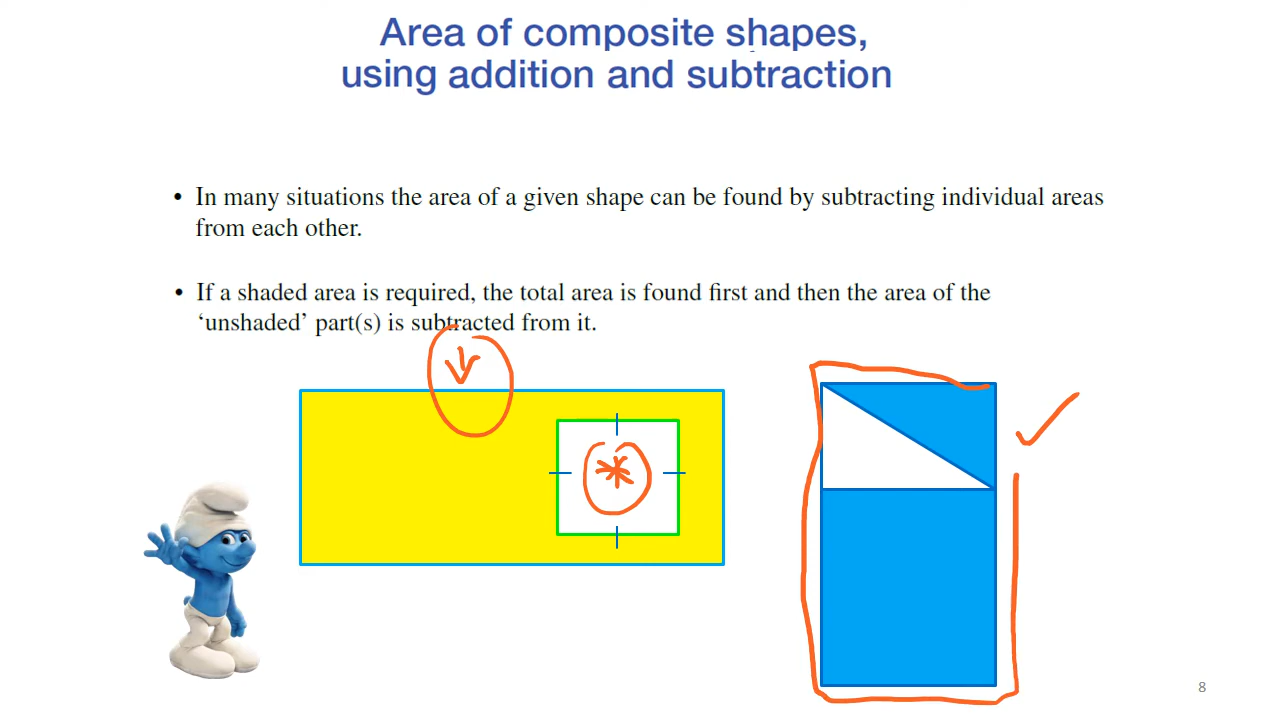 Area of composite shapes,
using addition and subtraction
• In many situations the area of a given shape can be found by subtracting individual areas
from each other.
• If a shaded area is required, the total area is found first and then the area of the
‘unshaded’ part(s) is subtracted from it.
8